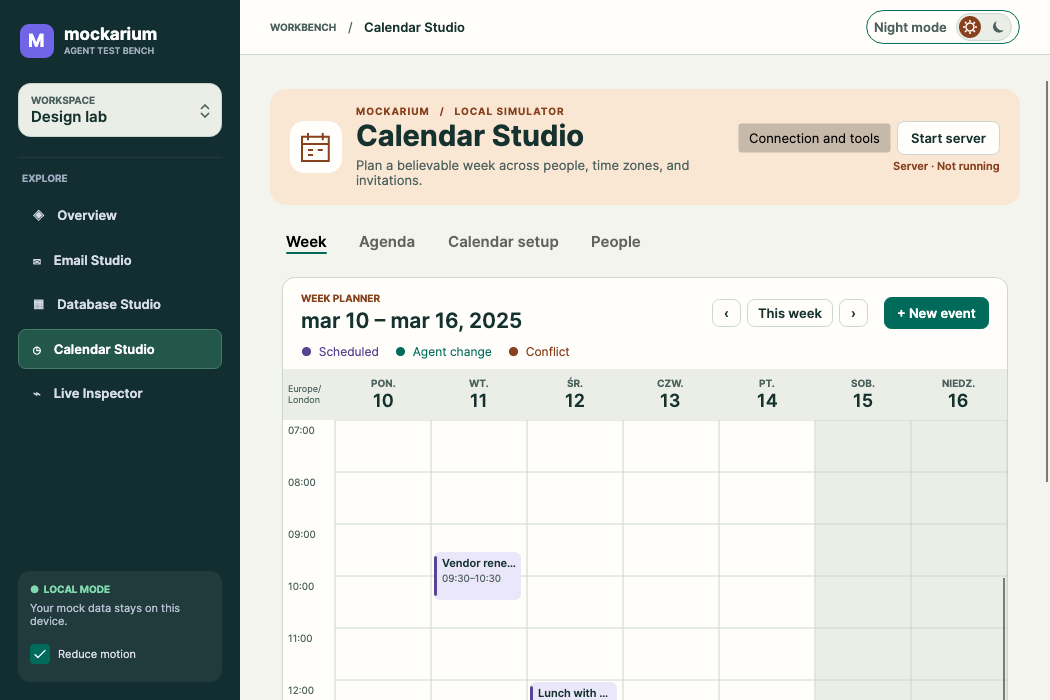 M
mockarium
AGENT TEST BENCH
WORKSPACE
Design lab
EXPLORE
Overview
Email Studio
Database Studio
Calendar Studio
Live Inspector
LOCAL MODE
Your mock data stays on this
device.
Reduce motion
WORKBENCH / Calendar Studio
Night mode
MOCKARIUM / LOCAL SIMULATOR
Calendar Studio
Plan a believable week across people, time zones, and
invitations.
Connection and tools
Start server
Server · Not running
Week Agenda Calendar setup People
WEEK PLANNER
mar 10 – mar 16, 2025
‹ This week ›
+ New event
Scheduled Agent change Conflict
Europe/
London
PON. WT. ŚR. CZW. PT. SOB. NIEDZ.
10 11 12 13 14 15 16
07:00
08:00
09:00
Vendor rene...
09:30–10:30
10:00
11:00
12:00
Lunch with ...